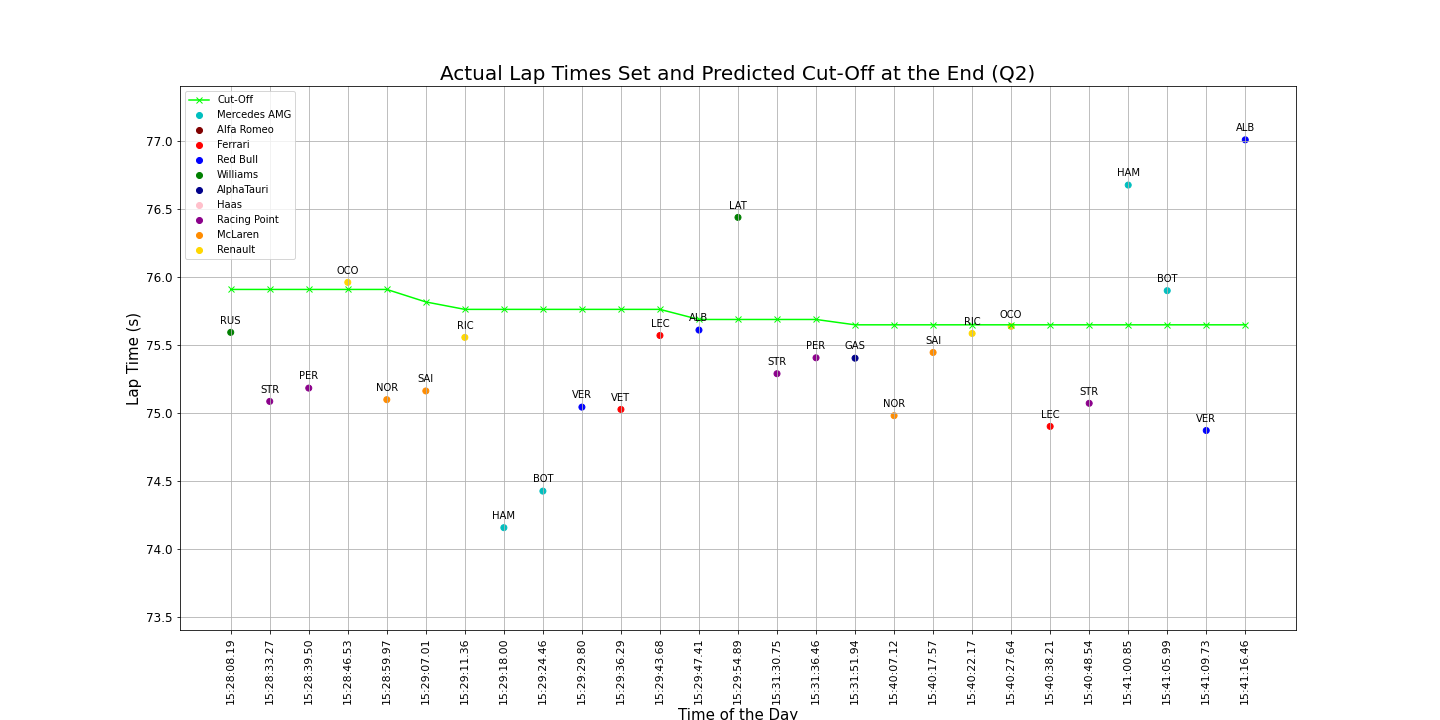 Actual Lap Times Set and Predicted Cut-Off at the End (Q2)
Cut-Off
Mercedes AMG
Alfa Romeo
Ferrari
Red Bull
Williams
AlphaTauri
Haas
Racing Point
McLaren
Renault
Lap Time (s)
77.0
76.5
76.0
75.5
75.0
74.5
74.0
73.5
RUS
STR
PER
OCO
NOR
SAI
RIC
HAM
BOT
VER
VET
LEC
ALB
LAT
STR
PER
GAS
NOR
SAI
RIC
OCO
LEC
STR
HAM
BOT
VER
ALB
15:28:08.19
15:28:33.27
15:28:39.50
15:28:46.53
15:28:59.97
15:29:07.01
15:29:11.36
15:29:18.00
15:29:24.46
15:29:29.80
15:29:36.29
15:29:43.68
15:29:47.41
15:29:54.89
15:31:30.75
15:31:36.46
15:31:51.94
15:40:07.12
15:40:17.57
15:40:22.17
15:40:27.64
15:40:38.21
15:40:48.54
15:41:00.85
15:41:05.99
15:41:09.73
15:41:16.46
Time of the Day